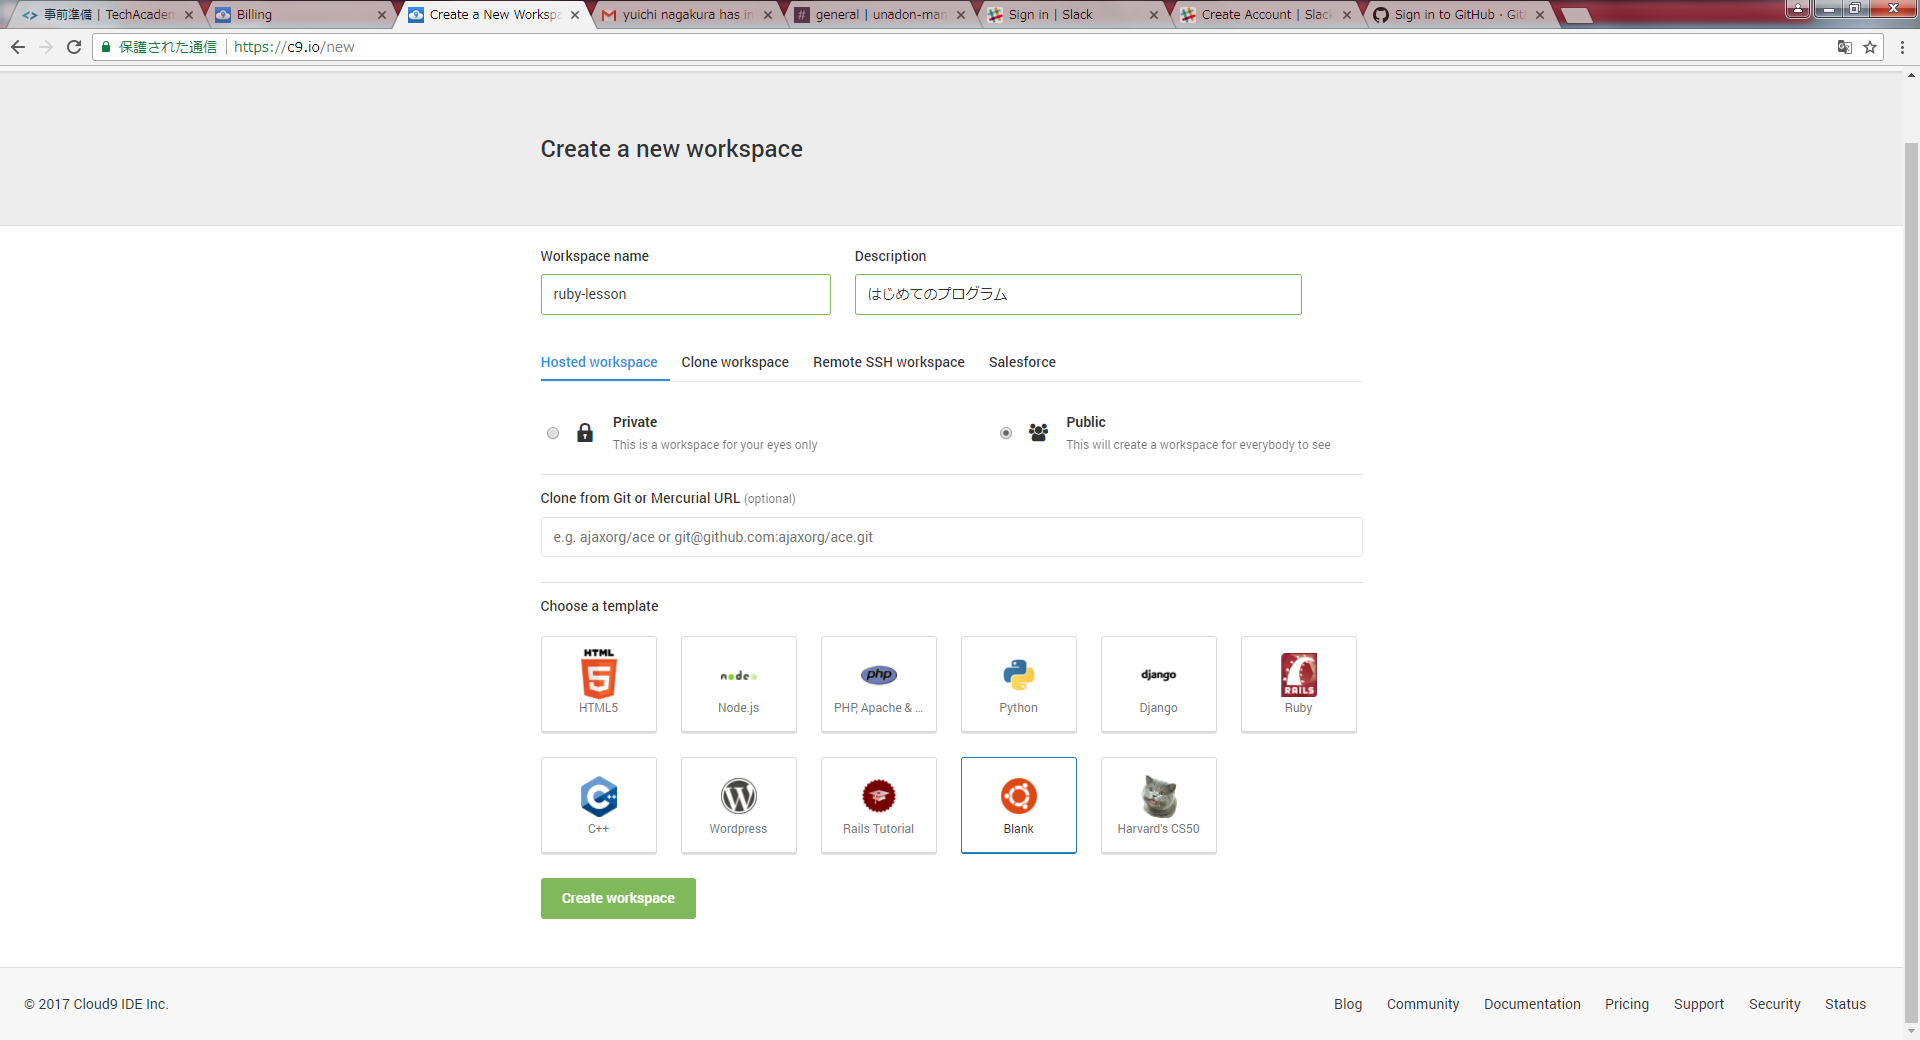 事前準備 | TechAcadem
Billing
Create a New Workspa
yuichi nagakura has in
general | unadon-man
Sign in | Slack
Create Account | Slack
Sign in to GitHub · Git
保護された通信 https://c9.io/new
Create a new workspace
Workspace name Description
ruby-lesson はじめてのプログラム
Hosted workspace Clone workspace Remote SSH workspace Salesforce
Private Public
This is a workspace for your eyes only This will create a workspace for everybody to see
Clone from Git or Mercurial URL (optional)
e.g. ajaxorg/ace or git@github.com:ajaxorg/ace.git
Choose a template
HTML
5
node
php
django
RAILS
HTML5 Node.js PHP, Apache & ... Python Django Ruby
C++ Wordpress Rails Tutorial Blank Harvard's CS50
Create workspace
© 2017 Cloud9 IDE Inc. Blog Community Documentation Pricing Support Security Status